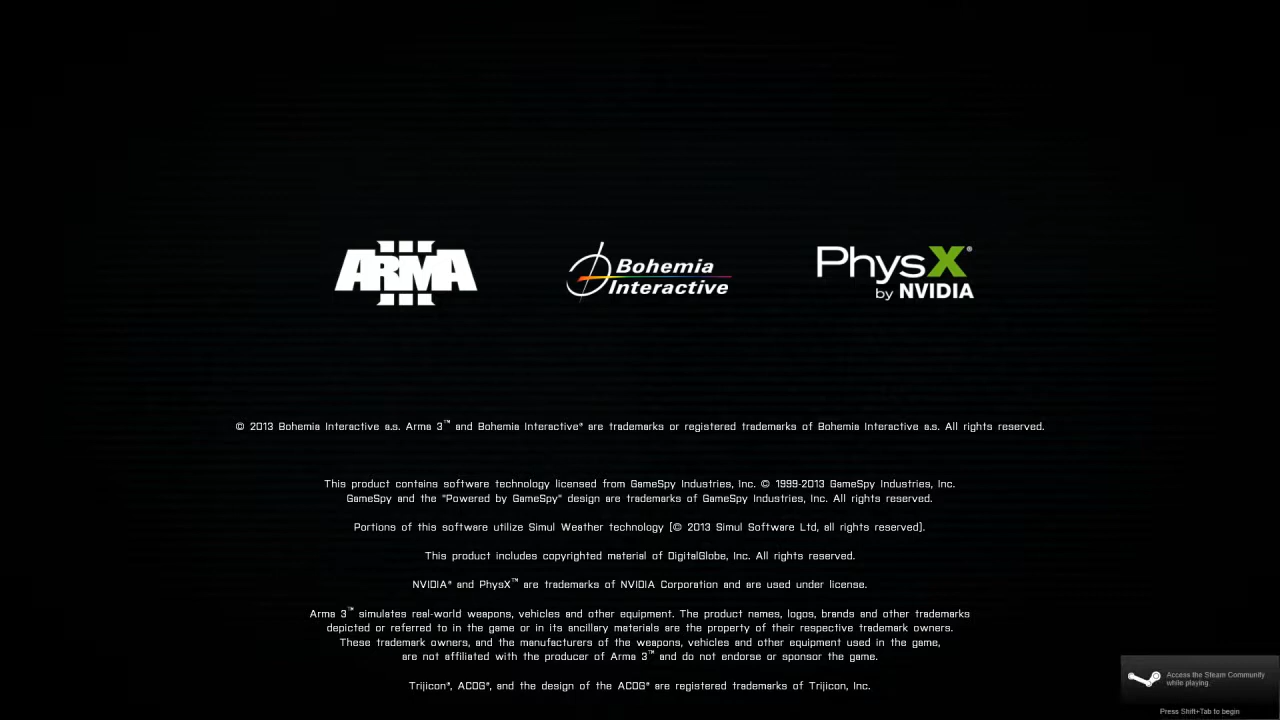 ARMA III
Bohemia
Interactive
PhysX®
by NVIDIA
© 2013 Bohemia Interactive a.s. Arma 3™ and Bohemia Interactive® are trademarks or registered trademarks of Bohemia Interactive a.s. All rights reserved.
This product contains software technology licensed from GameSpy Industries, Inc. © 1999-2013 GameSpy Industries, Inc.
GameSpy and the "Powered by GameSpy" design are trademarks of GameSpy Industries, Inc. All rights reserved.
Portions of this software utilize Simul Weather technology (© 2013 Simul Software Ltd, all rights reserved).
This product includes copyrighted material of DigitalGlobe, Inc. All rights reserved.
NVIDIA® and PhysX™ are trademarks of NVIDIA Corporation and are used under license.
Arma 3™ simulates real-world weapons, vehicles and other equipment. The product names, logos, brands and other trademarks
depicted or referred to in the game or in its ancillary materials are the property of their respective trademark owners.
These trademark owners, and the manufacturers of the weapons, vehicles and other equipment used in the game,
are not affiliated with the producer of Arma 3™ and do not endorse or sponsor the game.
Trijicon®, ACOG®, and the design of the ACOG® are registered trademarks of Trijicon, Inc.
Access the Steam Community
while playing.
Press Shift+Tab to begin